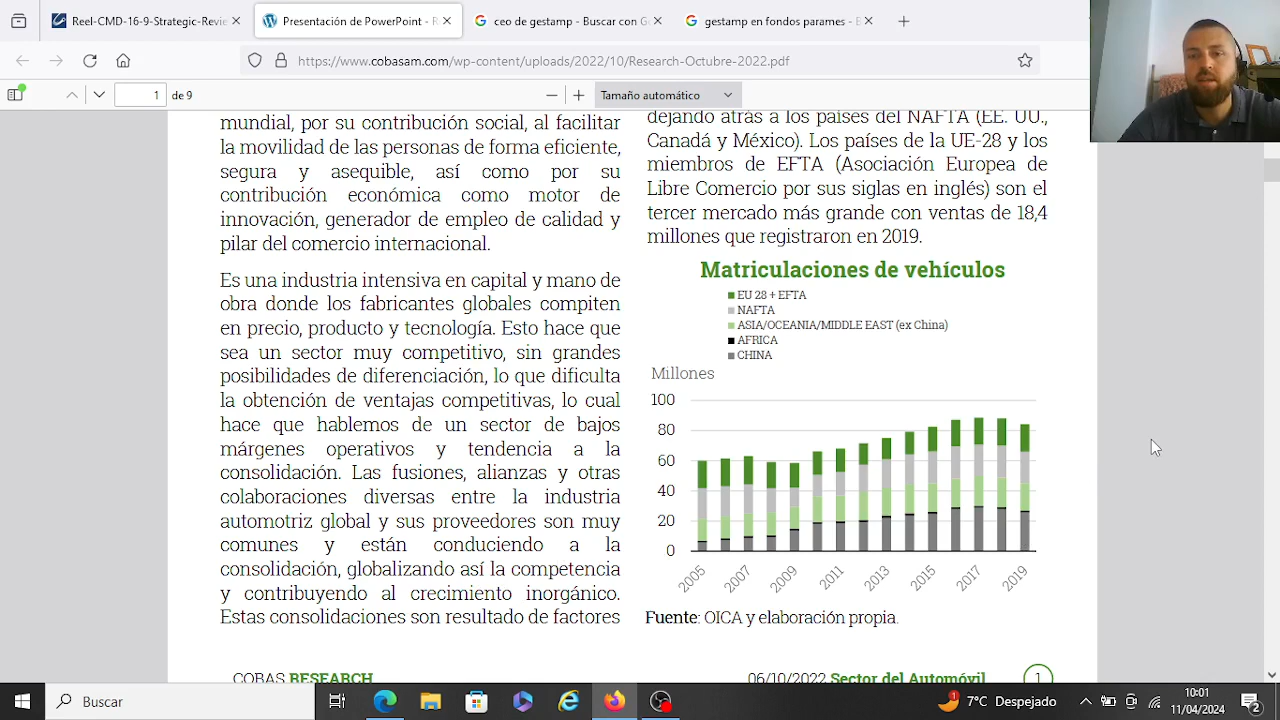 Reel-CMD-16-9-Strategic-Revie
Presentación de PowerPoint - R
ceo de gestamp - Buscar con G
gestamp en fondos parames - B
https://www.cobasam.com/wp-content/uploads/2022/10/Research-Octubre-2022.pdf
1 de 9
Tamaño automático
mundial, por su contribución social, al facilitar
la movilidad de las personas de forma eficiente,
segura y asequible, así como por su
contribución económica como motor de
innovación, generador de empleo de calidad y
pilar del comercio internacional.
Es una industria intensiva en capital y mano de
obra donde los fabricantes globales compiten
en precio, producto y tecnología. Esto hace que
sea un sector muy competitivo, sin grandes
posibilidades de diferenciación, lo que dificulta
la obtención de ventajas competitivas, lo cual
hace que hablemos de un sector de bajos
márgenes operativos y tendencia a la
consolidación. Las fusiones, alianzas y otras
colaboraciones diversas entre la industria
automotriz global y sus proveedores son muy
comunes y están conduciendo a la
consolidación, globalizando así la competencia
y contribuyendo al crecimiento inorgánico.
Estas consolidaciones son resultado de factores
dejando atrás a los países del NAFTA (EE. UU.,
Canadá y México). Los países de la UE-28 y los
miembros de EFTA (Asociación Europea de
Libre Comercio por sus siglas en inglés) son el
tercer mercado más grande con ventas de 18,4
millones que registraron en 2019.
Matriculaciones de vehículos
EU 28 + EFTA
NAFTA
ASIA/OCEANIA/MIDDLE EAST (ex China)
AFRICA
CHINA
Millones
100
80
60
40
20
0
2005 2007 2009 2011 2013 2015 2017 2019
Fuente: OICA y elaboración propia.
COBAS RESEARCH
06/10/2022 Sector del Automóvil 1
Buscar
1
7°C Despejado
10:01
11/04/2024
2